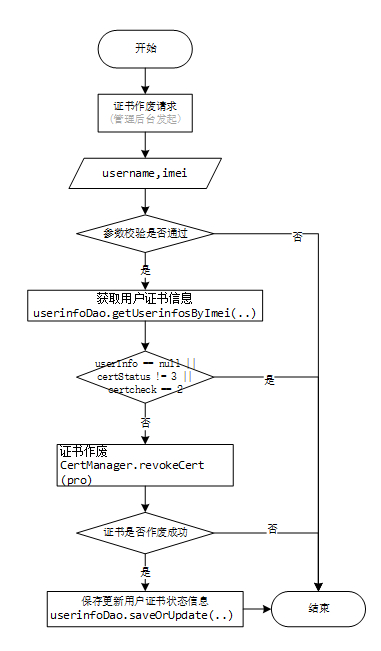 开始
证书作废请求
(管理后台发起)
username,imei
参数校验是否通过
否
是
获取用户证书信息
userinfoDao.getUserinfosByImei(..)
userInfo == null ||
certStatus != 3 ||
certcheck == 2
是
否
证书作废
CertManager.revokeCert
(pro)
证书是否作废成功
否
是
保存更新用户证书状态信息
userinfoDao.saveOrUpdate(..)
结束